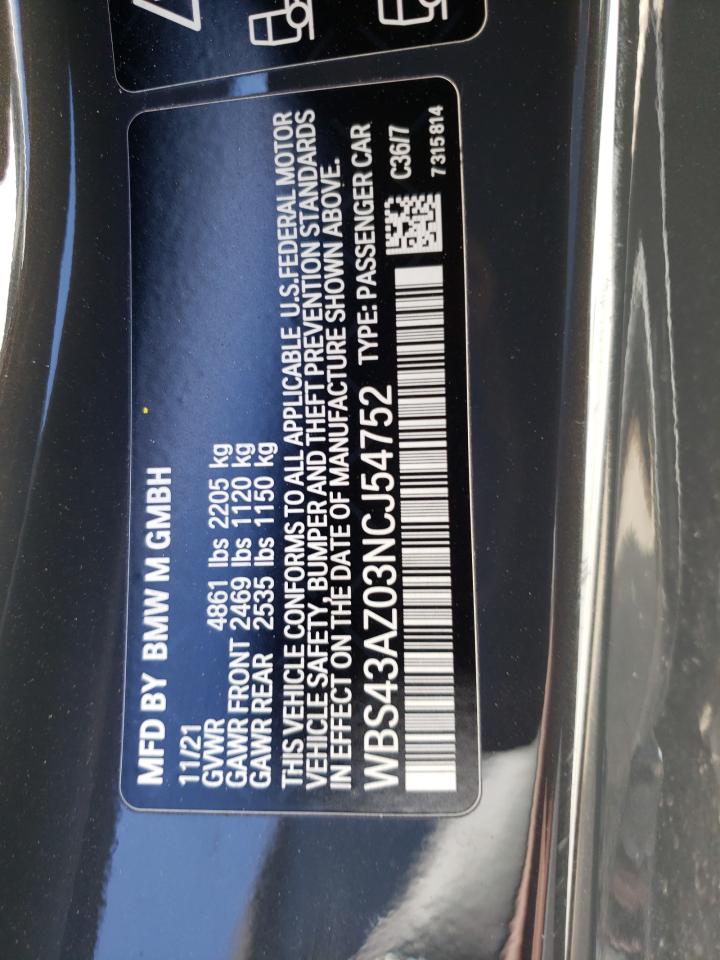 MFD BY BMW M GMBH
11/21
GVWR 4861 lbs 2205 kg
GAWR FRONT 2469 lbs 1120 kg
GAWR REAR 2535 lbs 1150 kg
THIS VEHICLE CONFORMS TO ALL APPLICABLE U.S.FEDERAL MOTOR
VEHICLE SAFETY, BUMPER AND THEFT PREVENTION STANDARDS
IN EFFECT ON THE DATE OF MANUFACTURE SHOWN ABOVE.
WBS43AZ03NCJ54752 TYPE: PASSENGER CAR
C36/7
7315814